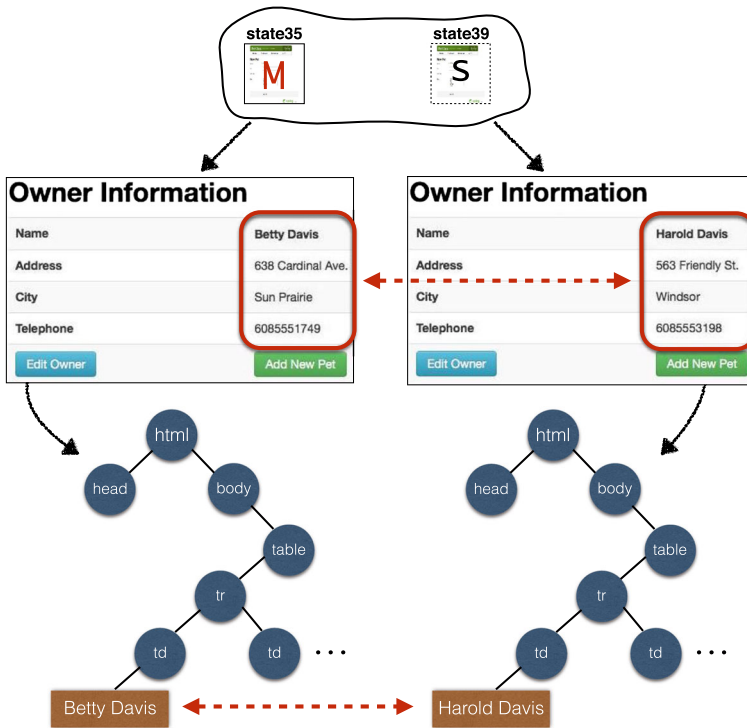 state35
state39
M
S
Owner Information
Name
Betty Davis
Address
638 Cardinal Ave.
City
Sun Prairie
Telephone
6085551749
Edit Owner
Add New Pet
Owner Information
Name
Harold Davis
Address
563 Friendly St.
City
Windsor
Telephone
6085553198
Edit Owner
Add New Pet
html
head
body
table
tr
td
td
...
Betty Davis
html
head
body
table
tr
td
td
...
Harold Davis